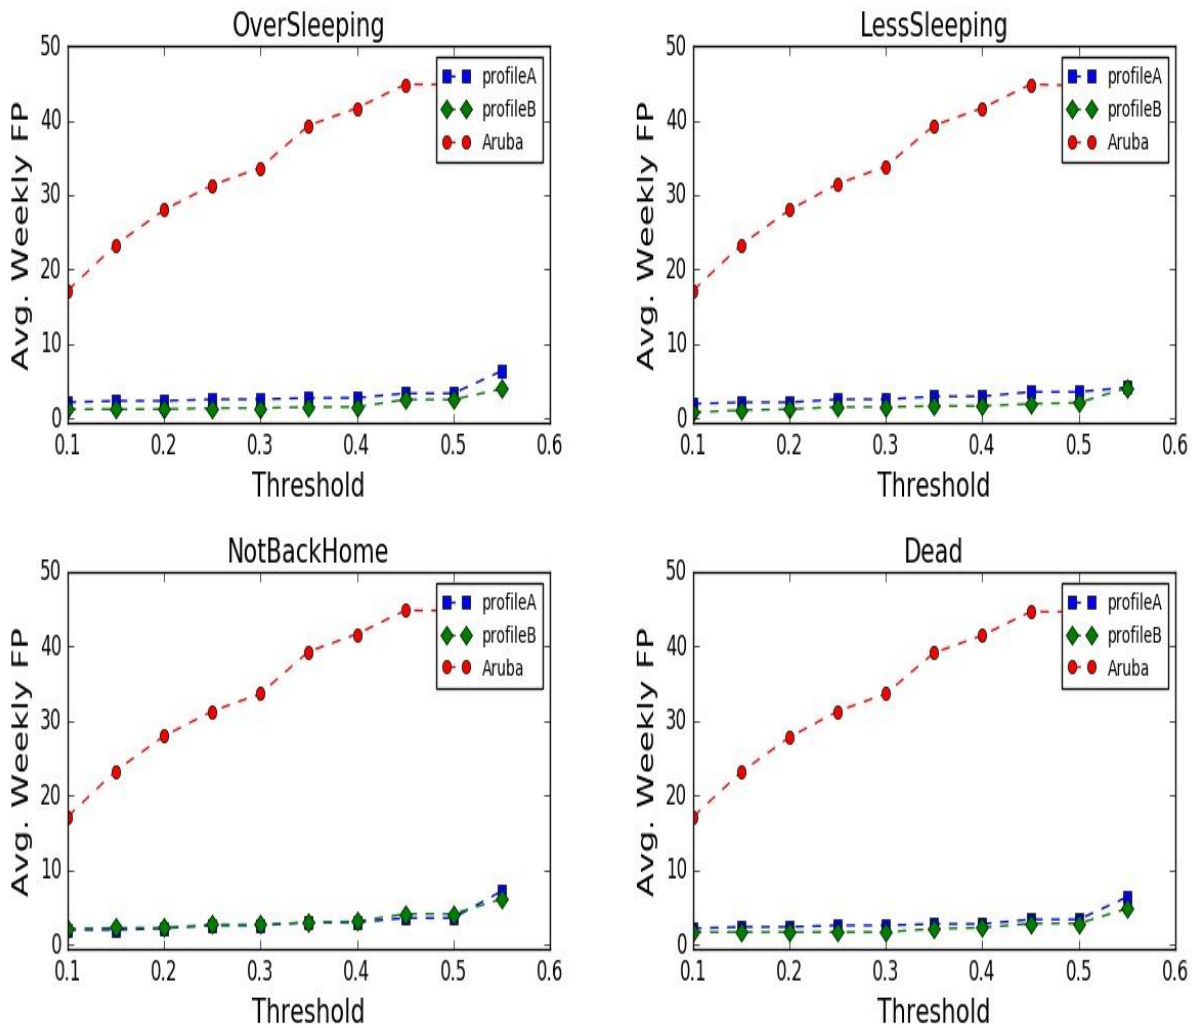 OverSleeping
50
40
30
20
10
0
Avg. Weekly FP
profileA
profileB
Aruba
0.1 0.2 0.3 0.4 0.5 0.6
Threshold
LessSleeping
50
40
30
20
10
0
Avg. Weekly FP
profileA
profileB
Aruba
0.1 0.2 0.3 0.4 0.5 0.6
Threshold
NotBackHome
50
40
30
20
10
0
Avg. Weekly FP
profileA
profileB
Aruba
0.1 0.2 0.3 0.4 0.5 0.6
Threshold
Dead
50
40
30
20
10
0
Avg. Weekly FP
profileA
profileB
Aruba
0.1 0.2 0.3 0.4 0.5 0.6
Threshold